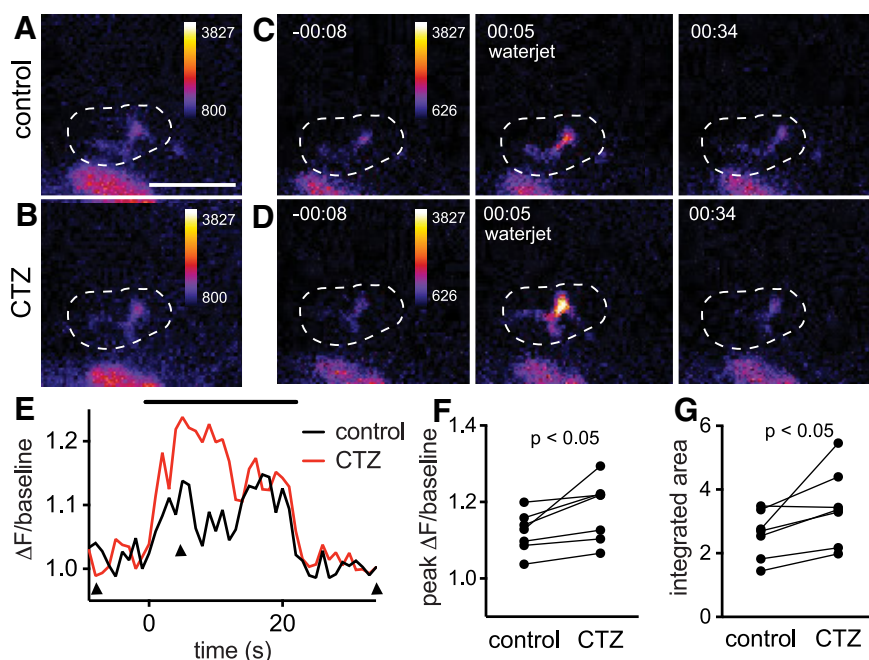 A
control
3827
800
C
-00:08
3827
626
00:05
waterjet
00:34
B
CTZ
3827
800
D
-00:08
3827
626
00:05
waterjet
00:34
E
ΔF/baseline
1.2
1.1
1.0
control
CTZ
0
20
time (s)
F
peak ΔF/baseline
1.4
1.2
1.0
p < 0.05
control
CTZ
G
integrated area
6
4
2
0
p < 0.05
control
CTZ